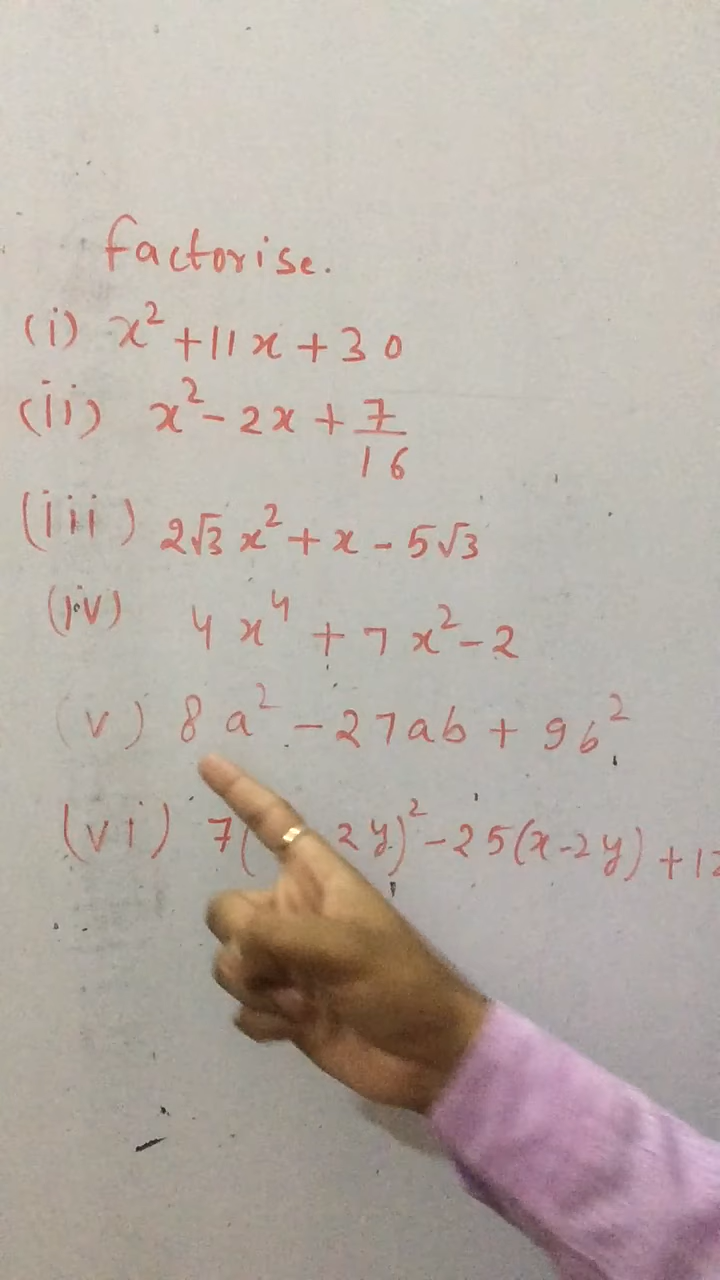 factorise.
(i) x² + 11x + 30
(ii) x² - 2x + 7/16
(iii) 2√3 x² + x - 5√3
(iv) 4x⁴ + 7x² - 2
(v) 8a² - 27ab + 9b²
(vi) 7( 2y)² - 25(x - 2y) + 1